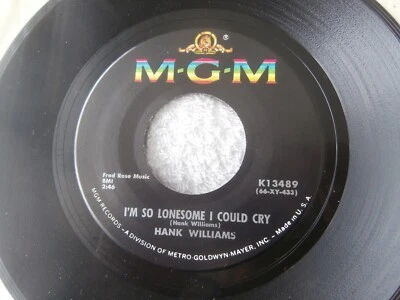 M-G-M
Fred Rose Music
BMI
2:46
K13489
(66-XY-433)
I'M SO LONESOME I COULD CRY
(Hank Williams)
HANK WILLIAMS
MGM RECORDS - A DIVISION OF METRO-GOLDWYN-MAYER, INC. - Made in U.S.A